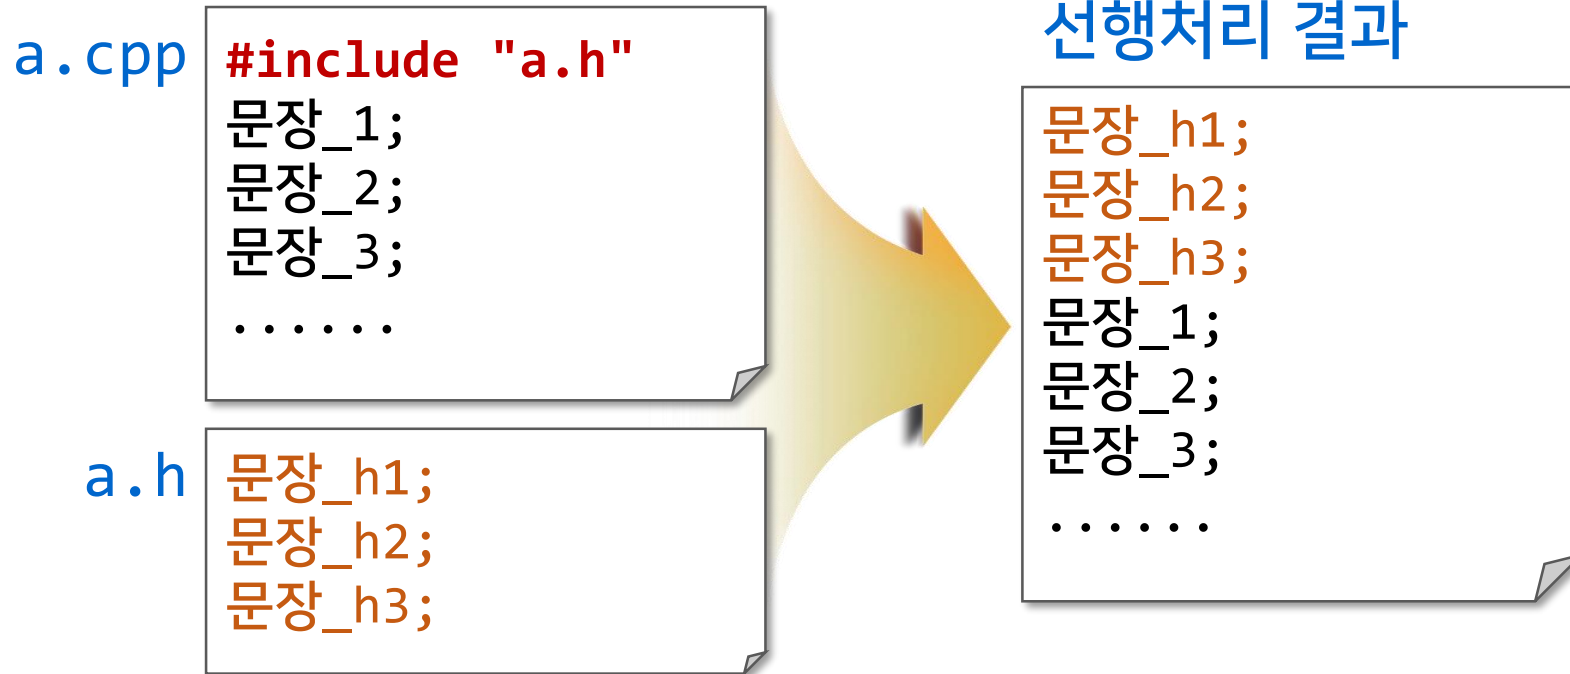 a.cpp
#include "a.h"
문장_1;
문장_2;
문장_3;
......
a.h
문장_h1;
문장_h2;
문장_h3;
선행처리 결과
문장_h1;
문장_h2;
문장_h3;
문장_1;
문장_2;
문장_3;
......